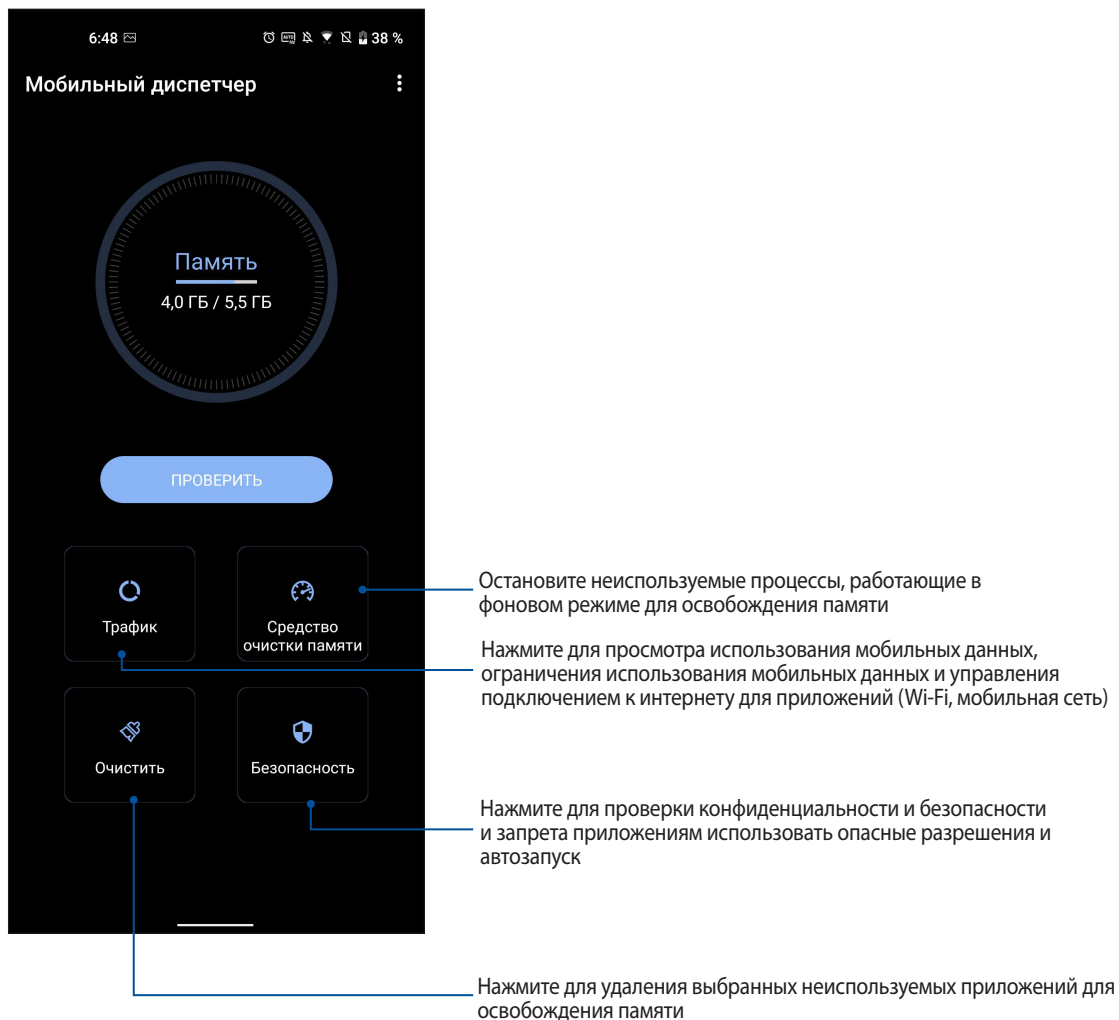 6:48
38 %
Мобильный диспетчер
Память
4,0 ГБ / 5,5 ГБ
ПРОВЕРИТЬ
Трафик
Средство
очистки памяти
Очистить
Безопасность
Остановите неиспользуемые процессы, работающие в
фоновом режиме для освобождения памяти
Нажмите для просмотра использования мобильных данных,
ограничения использования мобильных данных и управления
подключением к интернету для приложений (Wi-Fi, мобильная сеть)
Нажмите для проверки конфиденциальности и безопасности
и запрета приложениям использовать опасные разрешения и
автозапуск
Нажмите для удаления выбранных неиспользуемых приложений для
освобождения памяти